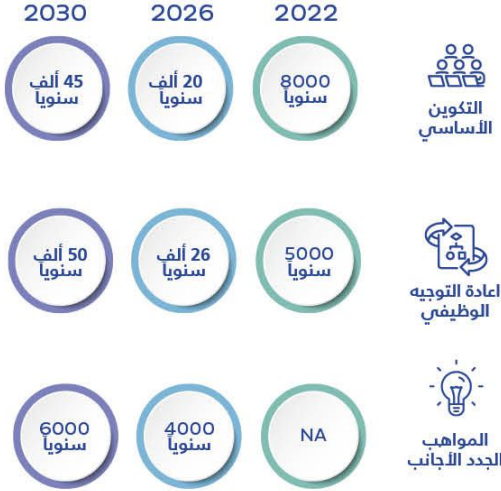 2022 2026 2030
التكوين
الأساسي
8000
سنوياً
20 ألف
سنوياً
45 ألف
سنوياً
اعادة التوجيه
الوظيفي
5000
سنوياً
26 ألف
سنوياً
50 ألف
سنوياً
المواهب
الجدد الأجانب
NA
4000
سنوياً
6000
سنوياً